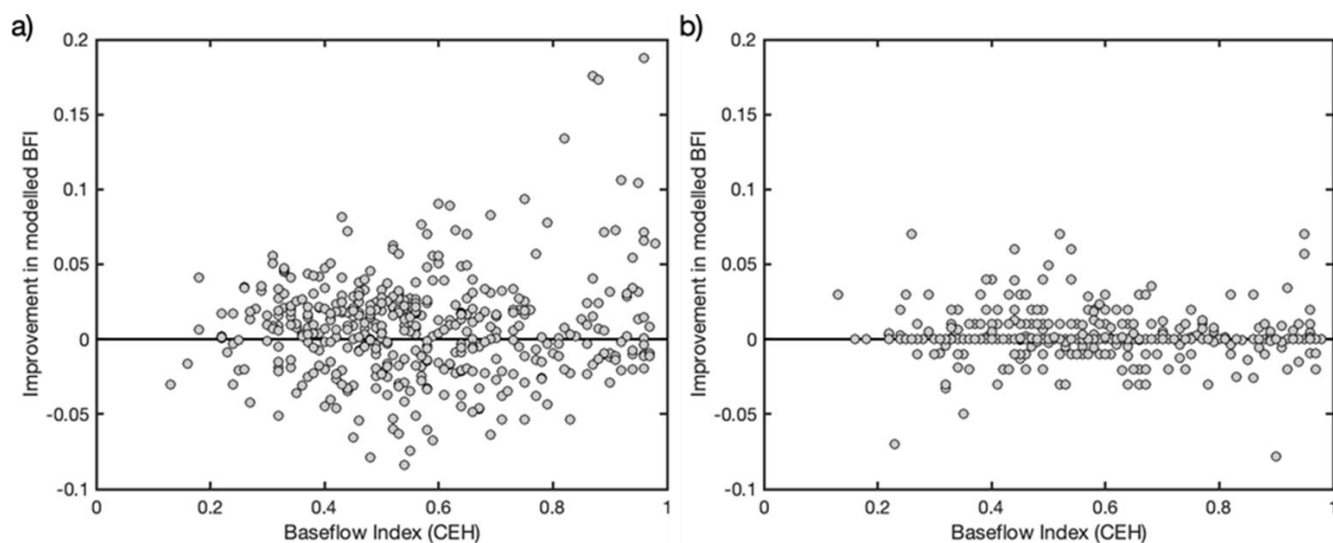 a)
0.2
0.15
0.1
0.05
0
-0.05
-0.1
Improvement in modelled BFI
0 0.2 0.4 0.6 0.8 1
Baseflow Index (CEH)
b)
0.2
0.15
0.1
0.05
0
-0.05
-0.1
Improvement in modelled BFI
0 0.2 0.4 0.6 0.8 1
Baseflow Index (CEH)